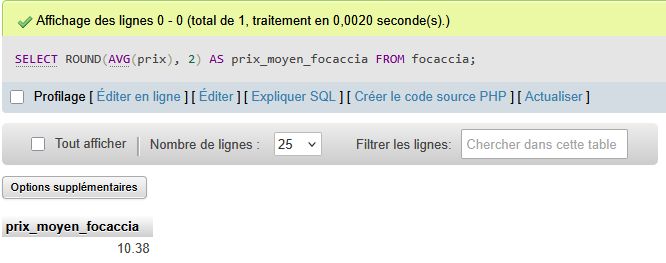 Affichage des lignes 0 - 0 (total de 1, traitement en 0,0020 seconde(s).)
SELECT ROUND(AVG(prix), 2) AS prix_moyen_focaccia FROM focaccia;
Profilage [ Éditer en ligne ] [ Éditer ] [ Expliquer SQL ] [ Créer le code source PHP ] [ Actualiser ]
Tout afficher Nombre de lignes : 25 Filtrer les lignes: Chercher dans cette table
Options supplémentaires
prix_moyen_focaccia
10.38